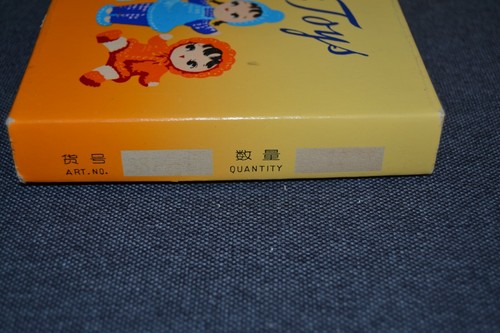 Toys
货号 数量
ART.NO. QUANTITY